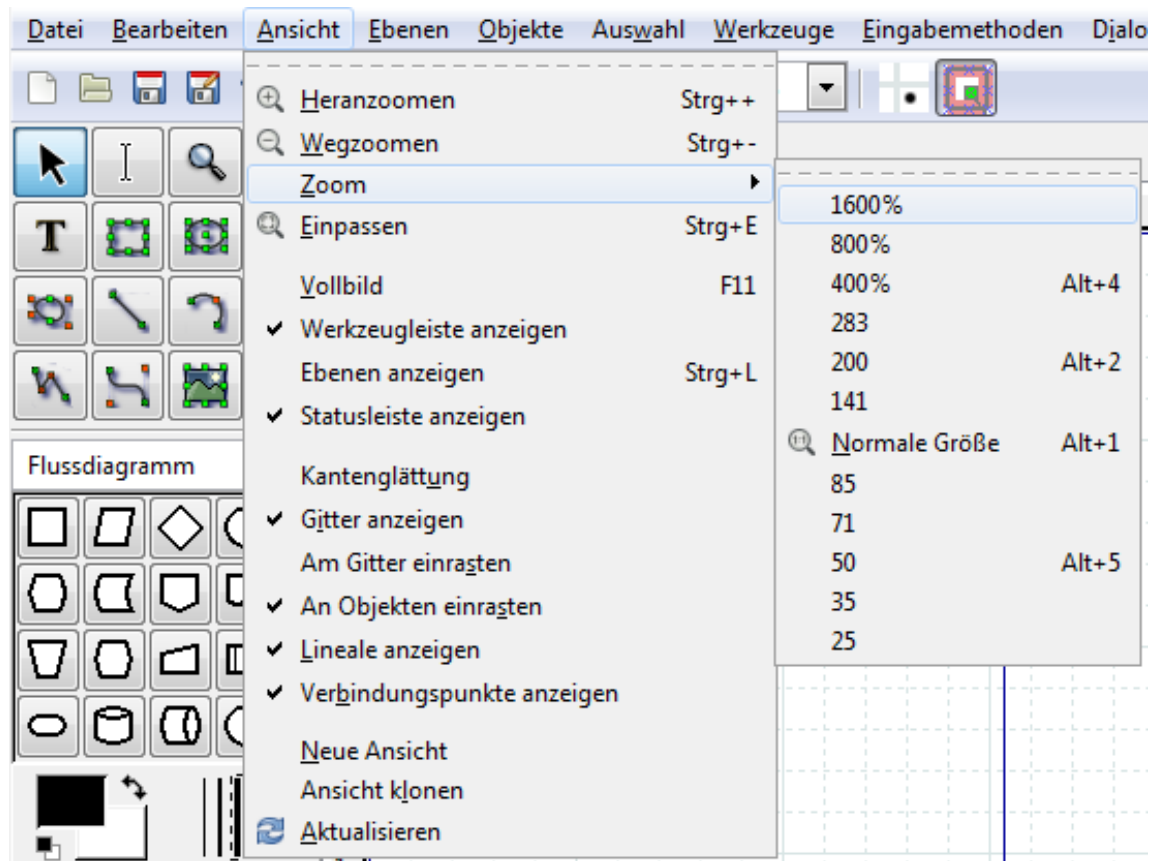 Datei Bearbeiten Ansicht Ebenen Objekte Auswahl Werkzeuge Eingabemethoden Dialo
Heranzoomen Strg++
Wegzoomen Strg+-
Zoom
Einpassen Strg+E
Vollbild F11
✔ Werkzeugleiste anzeigen
Ebenen anzeigen Strg+L
✔ Statusleiste anzeigen
Kantenglättung
✔ Gitter anzeigen
Am Gitter einrasten
✔ An Objekten einrasten
✔ Lineale anzeigen
✔ Verbindungspunkte anzeigen
Neue Ansicht
Ansicht klonen
Aktualisieren
1600%
800%
400% Alt+4
283
200 Alt+2
141
Normale Größe Alt+1
85
71
50 Alt+5
35
25
T
Flussdiagramm